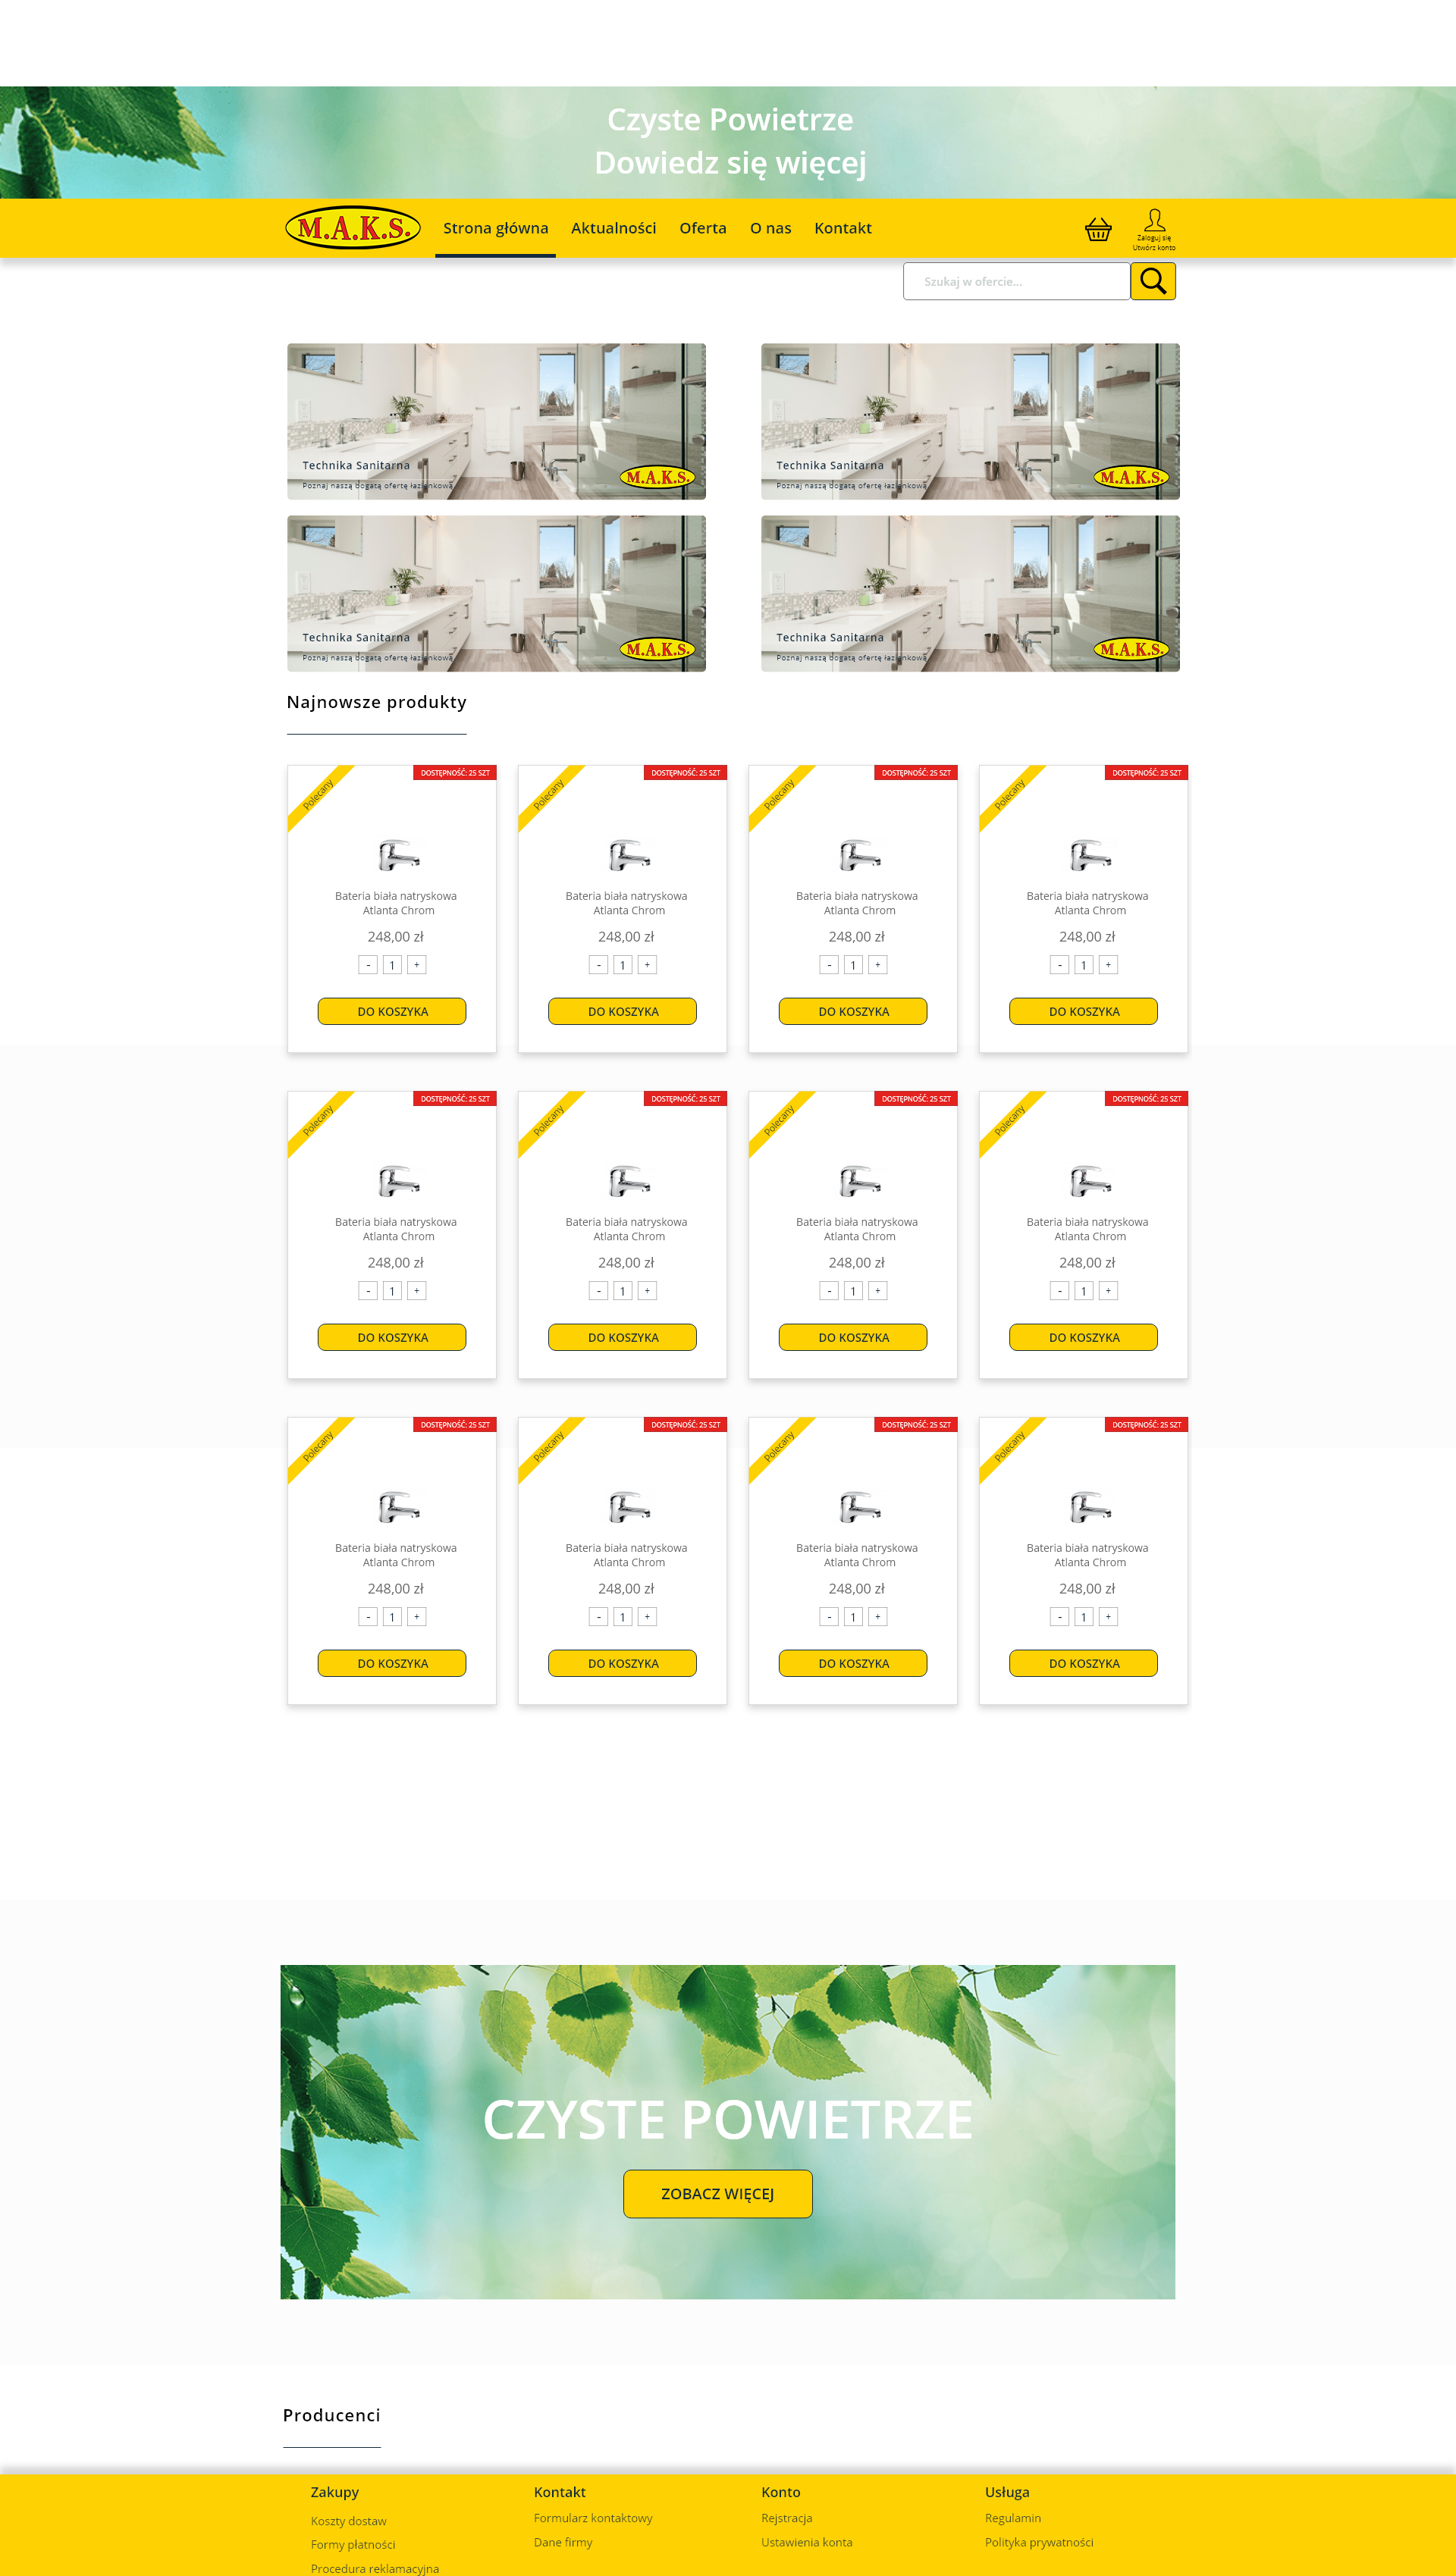 Czyste Powietrze
Dowiedz się więcej
M.A.K.S. Strona główna Aktualności Oferta O nas Kontakt
Zaloguj się
Utwórz konto
Szukaj w ofercie...
Technika Sanitarna
Poznaj naszą bogatą ofertę łazienkową
M.A.K.S.
Technika Sanitarna
Poznaj naszą bogatą ofertę łazienkową
M.A.K.S.
Technika Sanitarna
Poznaj naszą bogatą ofertę łazienkową
M.A.K.S.
Technika Sanitarna
Poznaj naszą bogatą ofertę łazienkową
M.A.K.S.
Najnowsze produkty
Polecany DOSTĘPNOŚĆ: 25 SZT Polecany DOSTĘPNOŚĆ: 25 SZT Polecany DOSTĘPNOŚĆ: 25 SZT Polecany DOSTĘPNOŚĆ: 25 SZT
Bateria biała natryskowa Bateria biała natryskowa Bateria biała natryskowa Bateria biała natryskowa
Atlanta Chrom Atlanta Chrom Atlanta Chrom Atlanta Chrom
248,00 zł 248,00 zł 248,00 zł 248,00 zł
- 1 + - 1 + - 1 + - 1 +
DO KOSZYKA DO KOSZYKA DO KOSZYKA DO KOSZYKA
Polecany DOSTĘPNOŚĆ: 25 SZT Polecany DOSTĘPNOŚĆ: 25 SZT Polecany DOSTĘPNOŚĆ: 25 SZT Polecany DOSTĘPNOŚĆ: 25 SZT
Bateria biała natryskowa Bateria biała natryskowa Bateria biała natryskowa Bateria biała natryskowa
Atlanta Chrom Atlanta Chrom Atlanta Chrom Atlanta Chrom
248,00 zł 248,00 zł 248,00 zł 248,00 zł
- 1 + - 1 + - 1 + - 1 +
DO KOSZYKA DO KOSZYKA DO KOSZYKA DO KOSZYKA
Polecany DOSTĘPNOŚĆ: 25 SZT Polecany DOSTĘPNOŚĆ: 25 SZT Polecany DOSTĘPNOŚĆ: 25 SZT Polecany DOSTĘPNOŚĆ: 25 SZT
Bateria biała natryskowa Bateria biała natryskowa Bateria biała natryskowa Bateria biała natryskowa
Atlanta Chrom Atlanta Chrom Atlanta Chrom Atlanta Chrom
248,00 zł 248,00 zł 248,00 zł 248,00 zł
- 1 + - 1 + - 1 + - 1 +
DO KOSZYKA DO KOSZYKA DO KOSZYKA DO KOSZYKA
CZYSTE POWIETRZE
ZOBACZ WIĘCEJ
Producenci
Zakupy
Koszty dostaw
Formy płatności
Procedura reklamacyjna
Kontakt
Formularz kontaktowy
Dane firmy
Konto
Rejstracja
Ustawienia konta
Usługa
Regulamin
Polityka prywatności